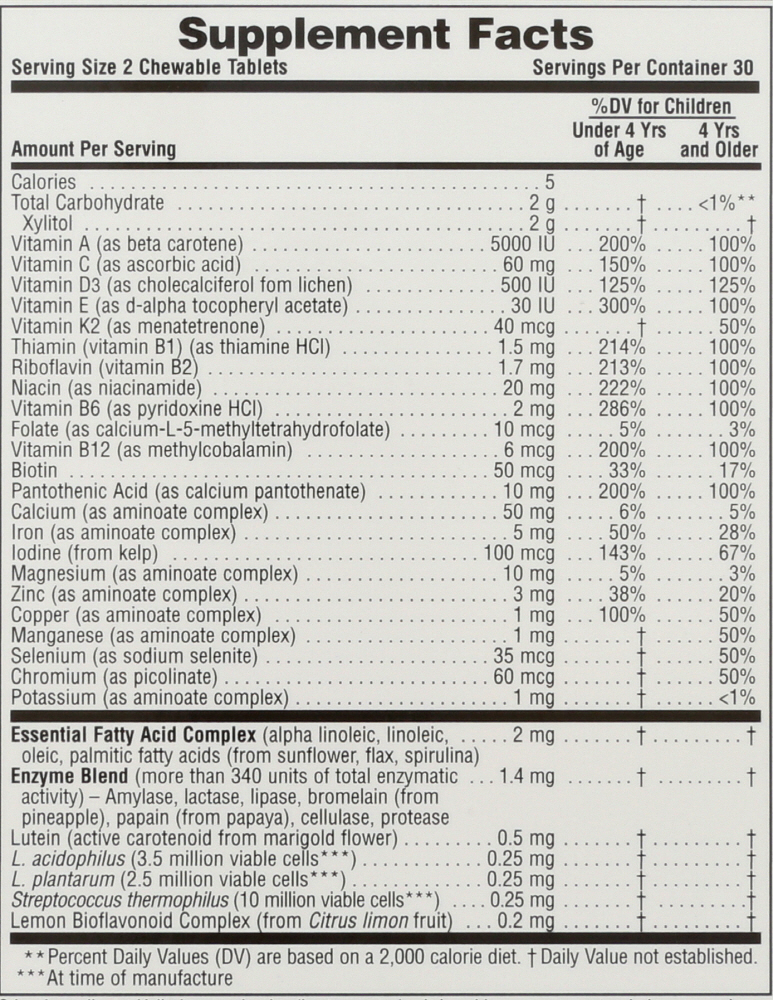 Supplement Facts
Serving Size 2 Chewable Tablets Servings Per Container 30
%DV for Children
Under 4 Yrs 4 Yrs
Amount Per Serving of Age and Older
Calories 5
Total Carbohydrate 2 g † <1%**
Xylitol 2 g † †
Vitamin A (as beta carotene) 5000 IU 200% 100%
Vitamin C (as ascorbic acid) 60 mg 150% 100%
Vitamin D3 (as cholecalciferol fom lichen) 500 IU 125% 125%
Vitamin E (as d-alpha tocopheryl acetate) 30 IU 300% 100%
Vitamin K2 (as menatetrenone) 40 mcg † 50%
Thiamin (vitamin B1) (as thiamine HCl) 1.5 mg 214% 100%
Riboflavin (vitamin B2) 1.7 mg 213% 100%
Niacin (as niacinamide) 20 mg 222% 100%
Vitamin B6 (as pyridoxine HCl) 2 mg 286% 100%
Folate (as calcium-L-5-methyltetrahydrofolate) 10 mcg 5% 3%
Vitamin B12 (as methylcobalamin) 6 mcg 200% 100%
Biotin 50 mcg 33% 17%
Pantothenic Acid (as calcium pantothenate) 10 mg 200% 100%
Calcium (as aminoate complex) 50 mg 6% 5%
Iron (as aminoate complex) 5 mg 50% 28%
Iodine (from kelp) 100 mcg 143% 67%
Magnesium (as aminoate complex) 10 mg 5% 3%
Zinc (as aminoate complex) 3 mg 38% 20%
Copper (as aminoate complex) 1 mg 100% 50%
Manganese (as aminoate complex) 1 mg † 50%
Selenium (as sodium selenite) 35 mcg † 50%
Chromium (as picolinate) 60 mcg † 50%
Potassium (as aminoate complex) 1 mg † <1%
Essential Fatty Acid Complex (alpha linoleic, linoleic, 2 mg † †
oleic, palmitic fatty acids (from sunflower, flax, spirulina)
Enzyme Blend (more than 340 units of total enzymatic 1.4 mg † †
activity) – Amylase, lactase, lipase, bromelain (from
pineapple), papain (from papaya), cellulase, protease
Lutein (active carotenoid from marigold flower) 0.5 mg † †
L. acidophilus (3.5 million viable cells***) 0.25 mg † †
L. plantarum (2.5 million viable cells***) 0.25 mg † †
Streptococcus thermophilus (10 million viable cells***) 0.25 mg † †
Lemon Bioflavonoid Complex (from Citrus limon fruit) 0.2 mg † †
**Percent Daily Values (DV) are based on a 2,000 calorie diet. † Daily Value not established.
***At time of manufacture